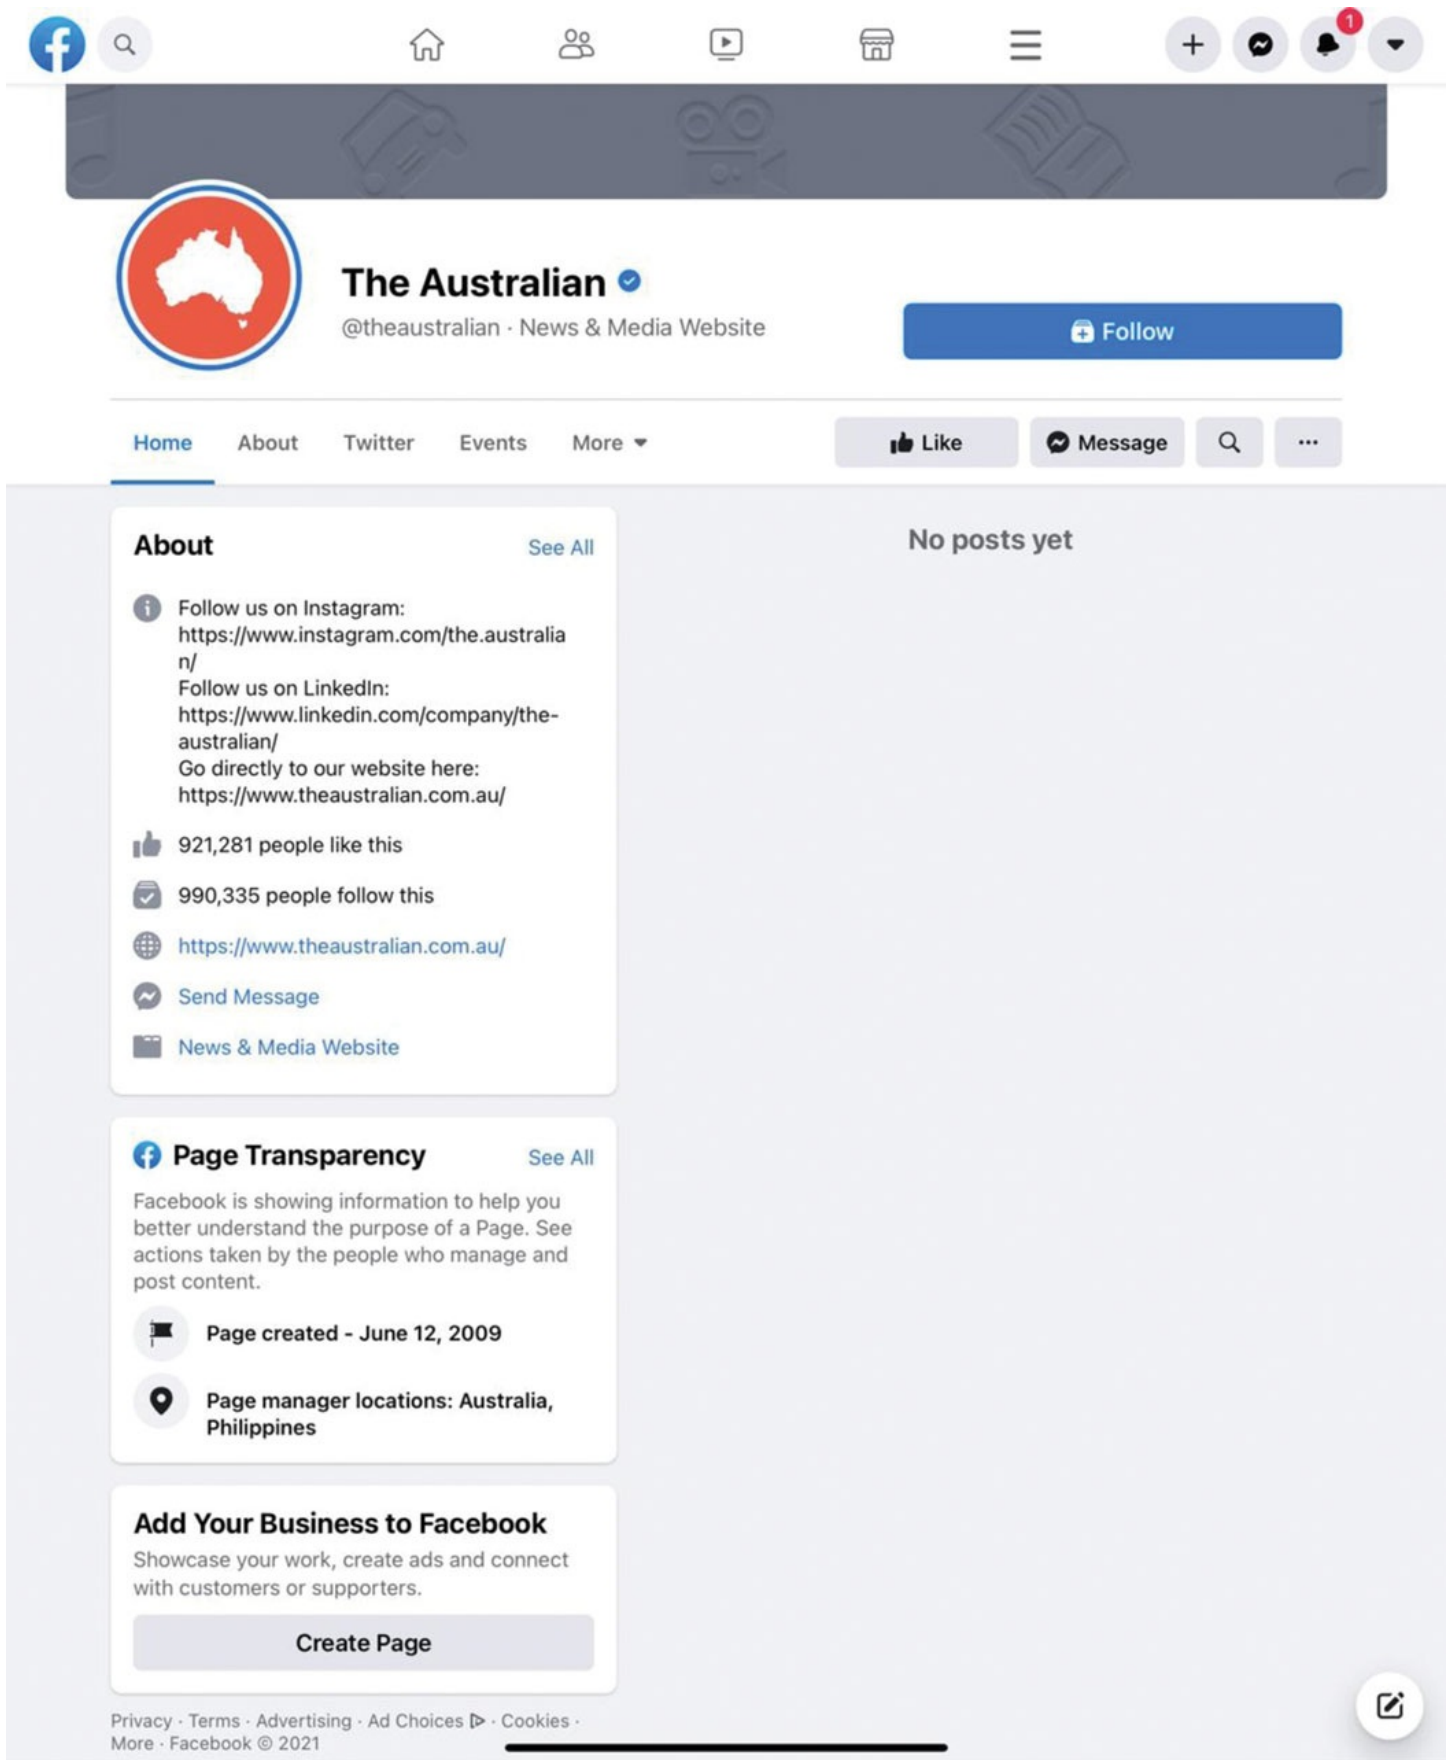 1
The Australian
@theaustralian · News & Media Website
Follow
Home About Twitter Events More
Like Message
About See All
Follow us on Instagram:
https://www.instagram.com/the.australia
n/
Follow us on LinkedIn:
https://www.linkedin.com/company/the-
australian/
Go directly to our website here:
https://www.theaustralian.com.au/
921,281 people like this
990,335 people follow this
https://www.theaustralian.com.au/
Send Message
News & Media Website
Page Transparency See All
Facebook is showing information to help you
better understand the purpose of a Page. See
actions taken by the people who manage and
post content.
Page created - June 12, 2009
Page manager locations: Australia,
Philippines
Add Your Business to Facebook
Showcase your work, create ads and connect
with customers or supporters.
Create Page
Privacy · Terms · Advertising · Ad Choices · Cookies ·
More · Facebook © 2021
No posts yet